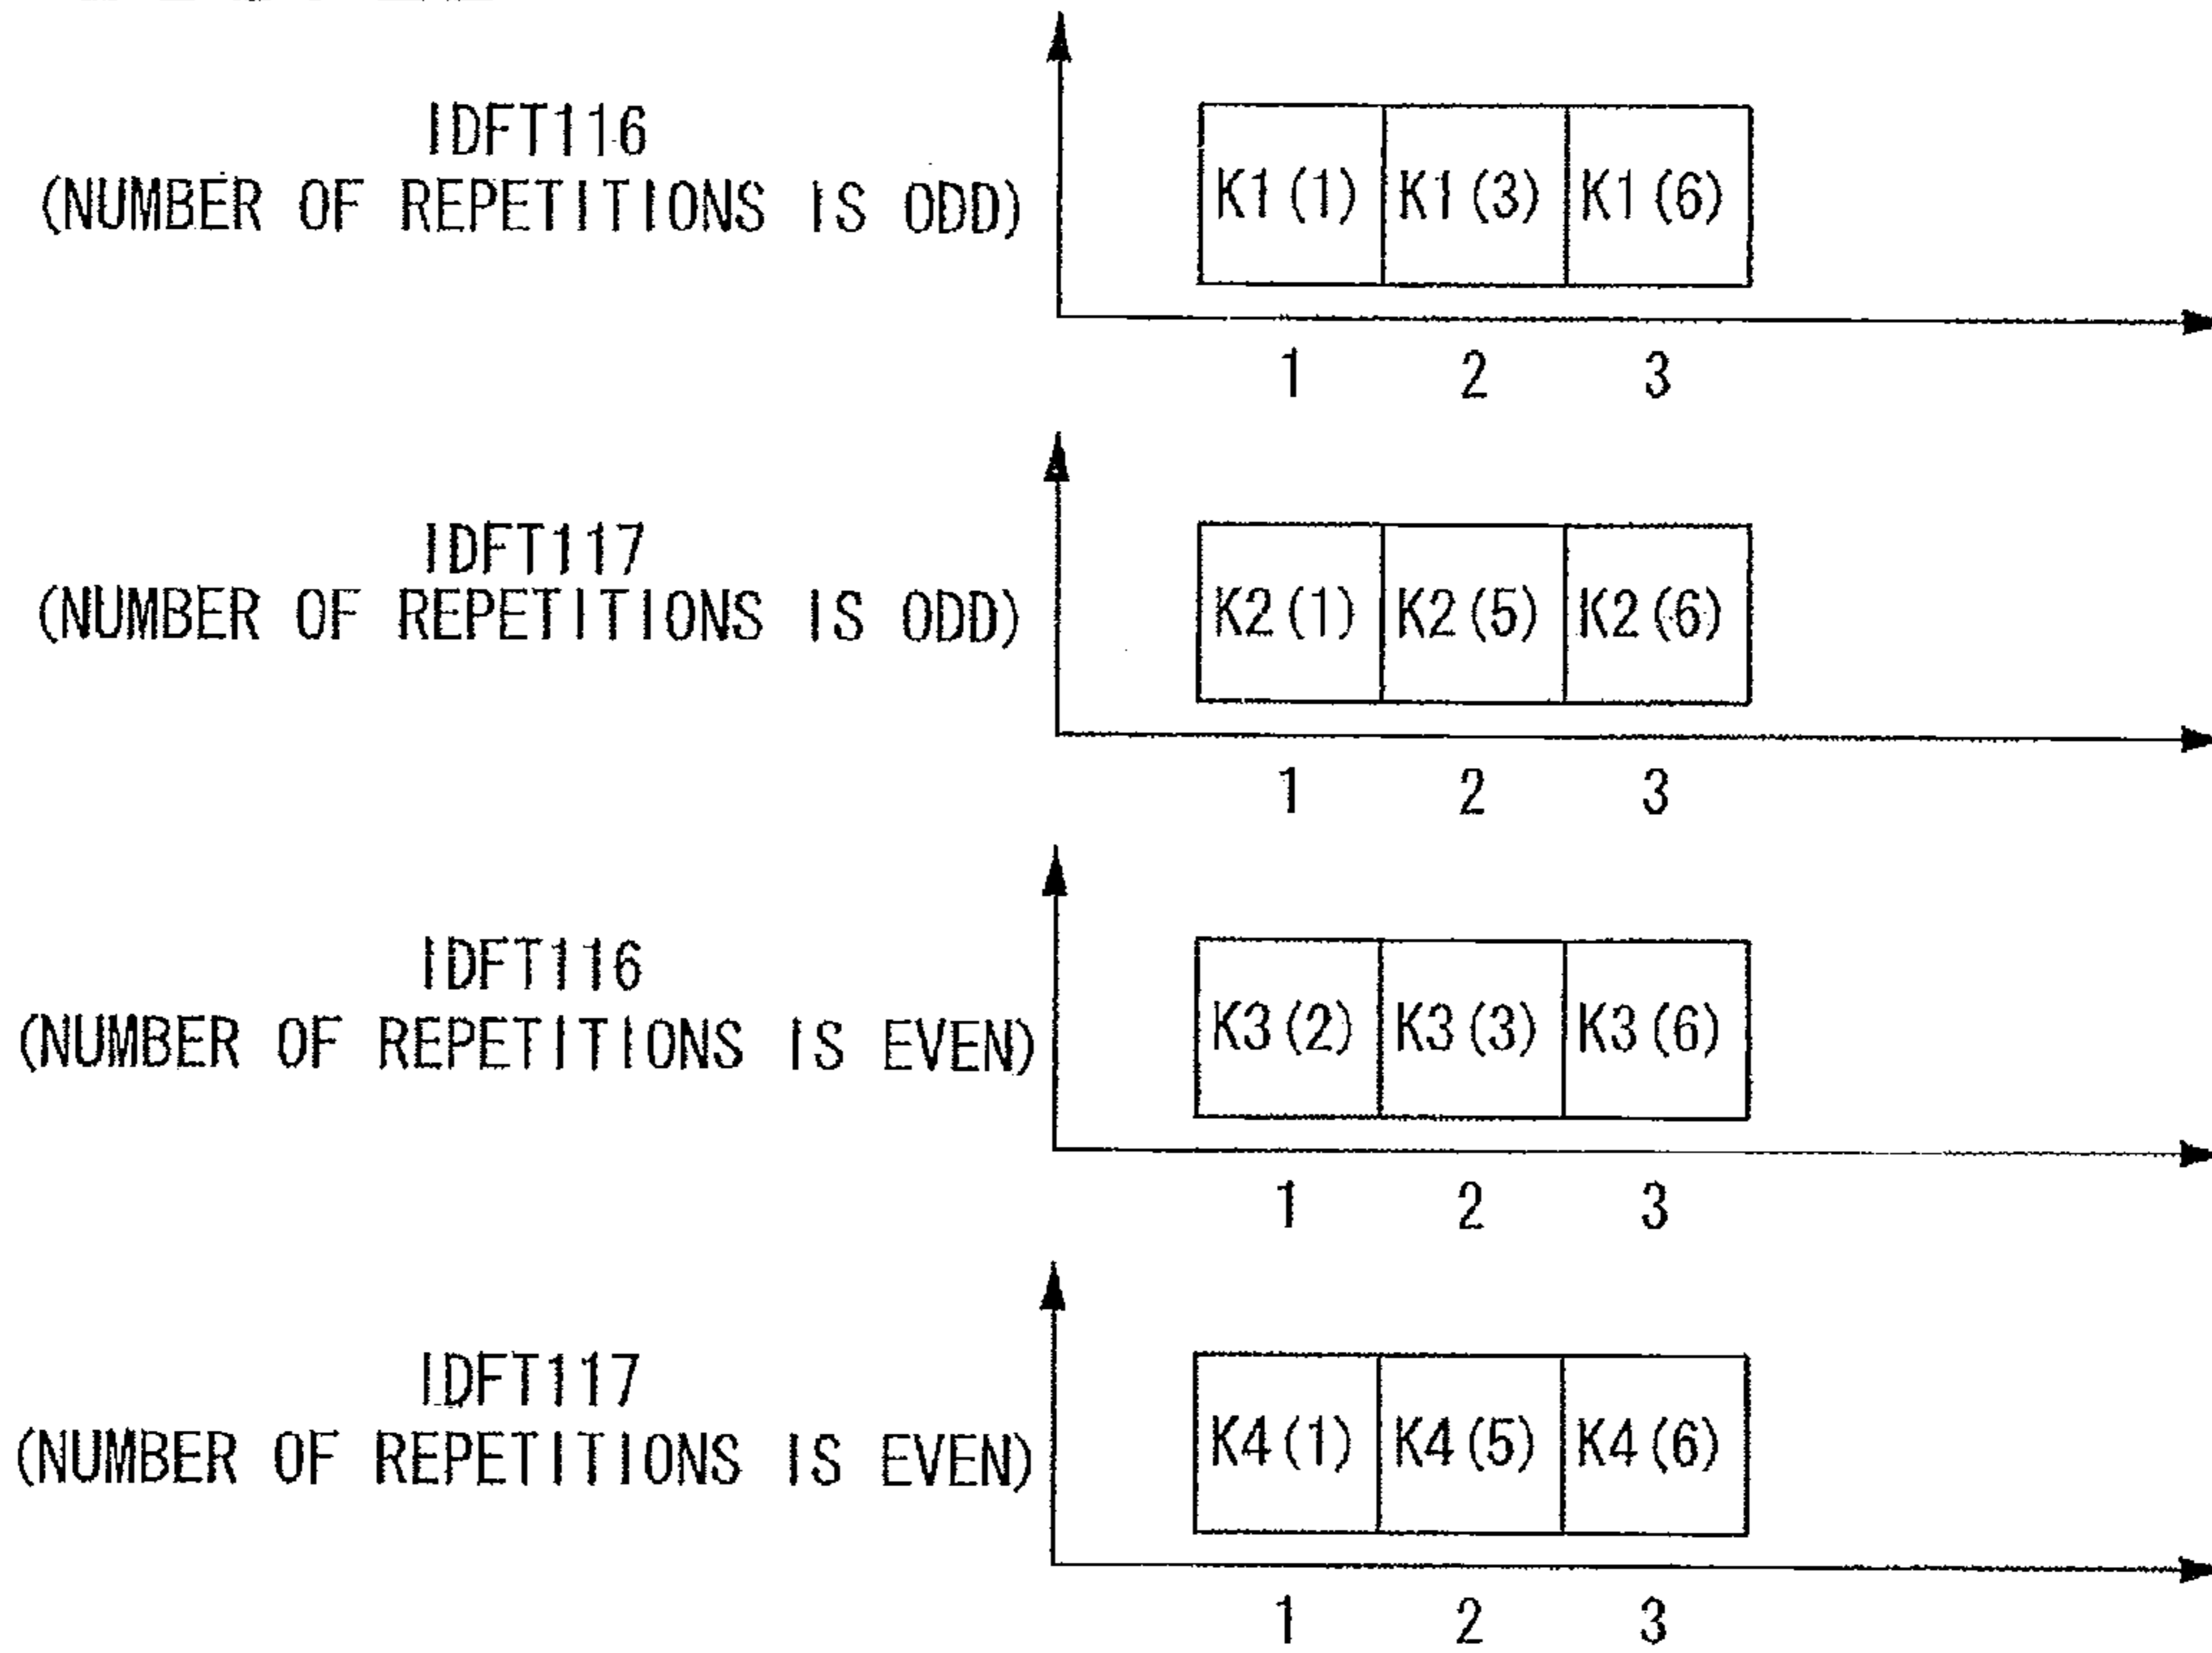 IDFT116
(NUMBER OF REPETITIONS IS ODD)
K1(1) K1(3) K1(6)
1 2 3
IDFT117
(NUMBER OF REPETITIONS IS ODD)
K2(1) K2(5) K2(6)
1 2 3
IDFT116
(NUMBER OF REPETITIONS IS EVEN)
K3(2) K3(3) K3(6)
1 2 3
IDFT117
(NUMBER OF REPETITIONS IS EVEN)
K4(1) K4(5) K4(6)
1 2 3